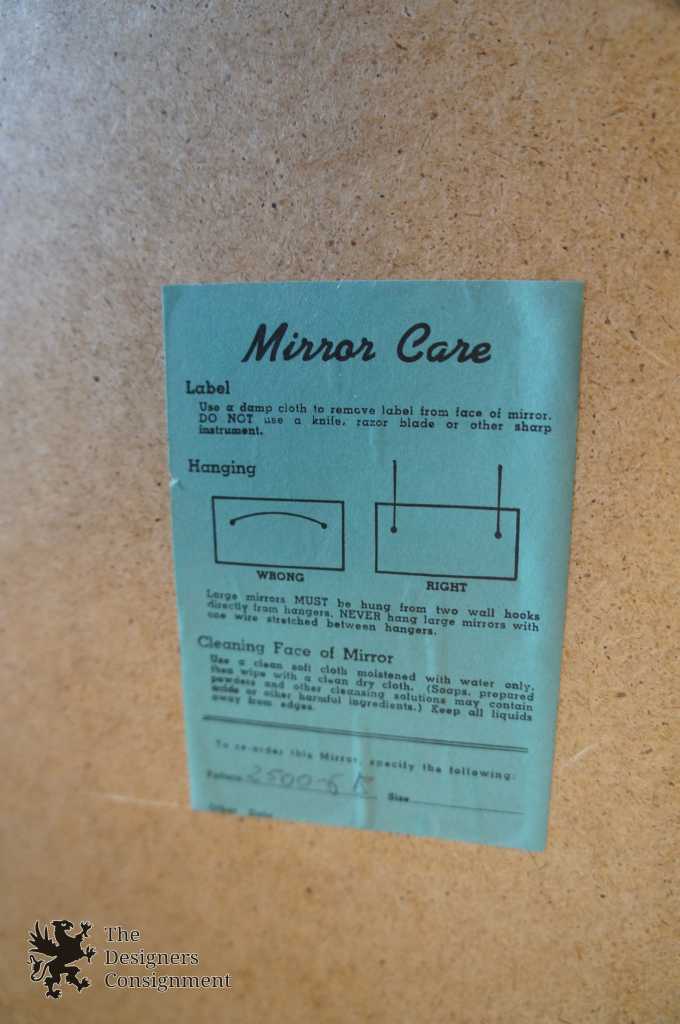 Mirror Care
Label
Use a damp cloth to remove label from face of mirror.
DO NOT use a knife, razor blade or other sharp
instrument.
Hanging
WRONG
RIGHT
Large mirrors MUST be hung from two wall hooks
directly from hangers. NEVER hang large mirrors with
one wire stretched between hangers.
Cleaning Face of Mirror
Use a clean soft cloth moistened with water only,
then wipe with a clean dry cloth. (Soaps, prepared
powders and other cleansing solutions may contain
acids or other harmful ingredients.) Keep all liquids
away from edges.
To re-order this Mirror, specify the following:
Pattern 2500-5 Size
The
Designers
Consignment